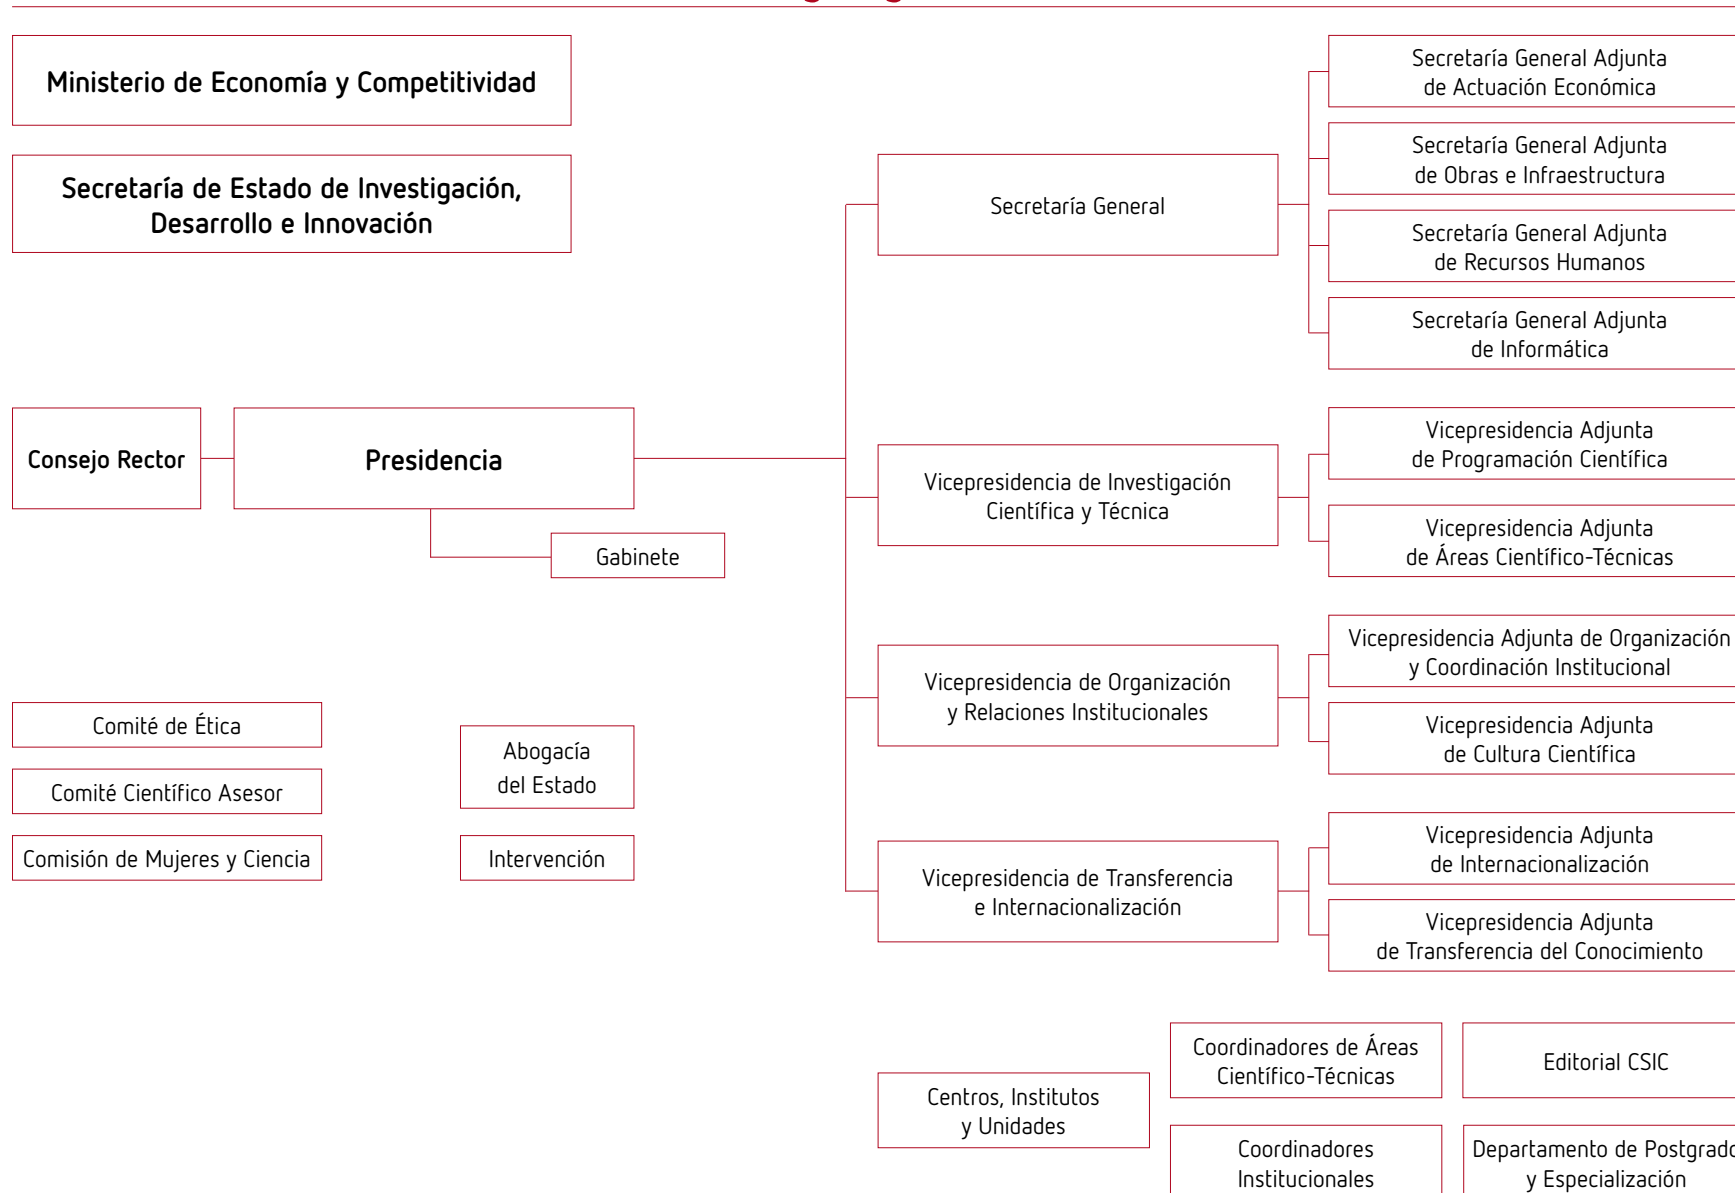 Ministerio de Economía y Competitividad
Secretaría de Estado de Investigación,
Desarrollo e Innovación
Consejo Rector
Presidencia
Gabinete
Comité de Ética
Comité Científico Asesor
Comisión de Mujeres y Ciencia
Abogacía
del Estado
Intervención
Secretaría General
Secretaría General Adjunta
de Actuación Económica
Secretaría General Adjunta
de Obras e Infraestructura
Secretaría General Adjunta
de Recursos Humanos
Secretaría General Adjunta
de Informática
Vicepresidencia de Investigación
Científica y Técnica
Vicepresidencia Adjunta
de Programación Científica
Vicepresidencia Adjunta
de Áreas Científico-Técnicas
Vicepresidencia de Organización
y Relaciones Institucionales
Vicepresidencia Adjunta de Organización
y Coordinación Institucional
Vicepresidencia Adjunta
de Cultura Científica
Vicepresidencia de Transferencia
e Internacionalización
Vicepresidencia Adjunta
de Internacionalización
Vicepresidencia Adjunta
de Transferencia del Conocimiento
Centros, Institutos
y Unidades
Coordinadores de Áreas
Científico-Técnicas
Editorial CSIC
Coordinadores
Institucionales
Departamento de Postgrado
y Especialización